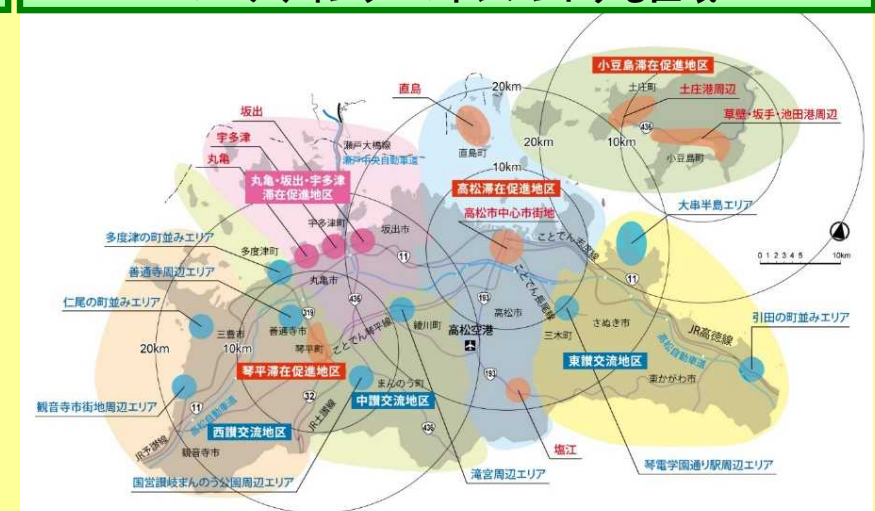 小豆島滞在促進地区
土庄町
土庄港周辺
草壁・坂手・池田港周辺
436
小豆島町
20km
10km
直島
直島町
20km
10km
坂出
宇多津
丸亀
瀬戸大橋線
瀬戸中央自動車道
丸亀・坂出・宇多津
滞在促進地区
高松滞在促進地区
高松市中心市街地
大串半島エリア
0 1 2 3 4 5 10km
宇多津町
坂出市
多度津の町並みエリア
多度津町
ことでん志度線
11
11
善通寺周辺エリア
丸亀市
ことでん長尾線
仁尾の町並みエリア
319
436
193
高松市
さぬき市
引田の町並みエリア
三豊市
善通寺市
綾川町
高松空港
三木町
JR高徳線
20km
10km
琴平町
ことでん琴平線
高松自動車道
琴平滞在促進地区
まんのう町
193
東讃交流地区
東かがわ市
観音寺市街地周辺エリア
11
32
中讃交流地区
高松自動車道
西讃交流地区
JR土讃線
436
JR予讃線
観音寺市
塩江
国営讃岐まんのう公園周辺エリア
滝宮周辺エリア
琴電学園通り駅周辺エリア